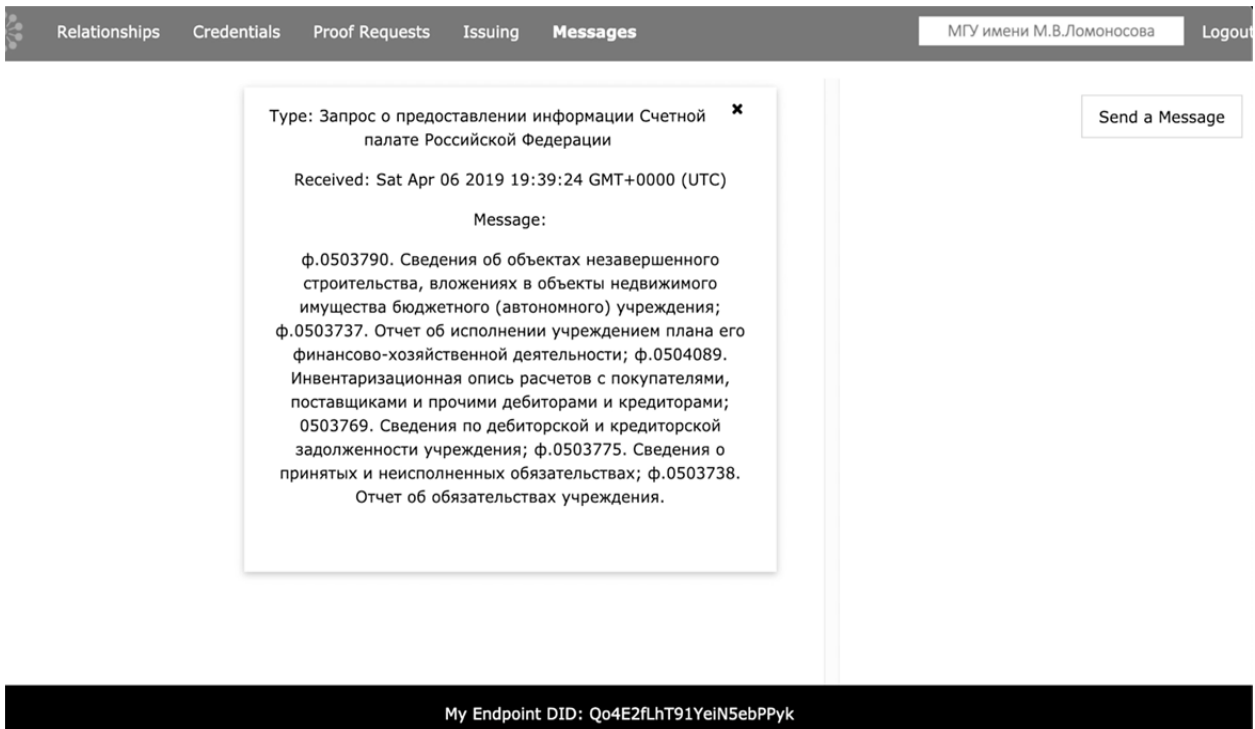 Relationships Credentials Proof Requests Issuing Messages МГУ имени М.В.Ломоносова Logout
Type: Запрос о предоставлении информации Счетной
палате Российской Федерации
Send a Message
Received: Sat Apr 06 2019 19:39:24 GMT+0000 (UTC)
Message:
ф.0503790. Сведения об объектах незавершенного
строительства, вложениях в объекты недвижимого
имущества бюджетного (автономного) учреждения;
ф.0503737. Отчет об исполнении учреждением плана его
финансово-хозяйственной деятельности; ф.0504089.
Инвентаризационная опись расчетов с покупателями,
поставщиками и прочими дебиторами и кредиторами;
0503769. Сведения по дебиторской и кредиторской
задолженности учреждения; ф.0503775. Сведения о
принятых и неисполненных обязательствах; ф.0503738.
Отчет об обязательствах учреждения.
My Endpoint DID: Qo4E2fLhT91YeiN5ebPPyk